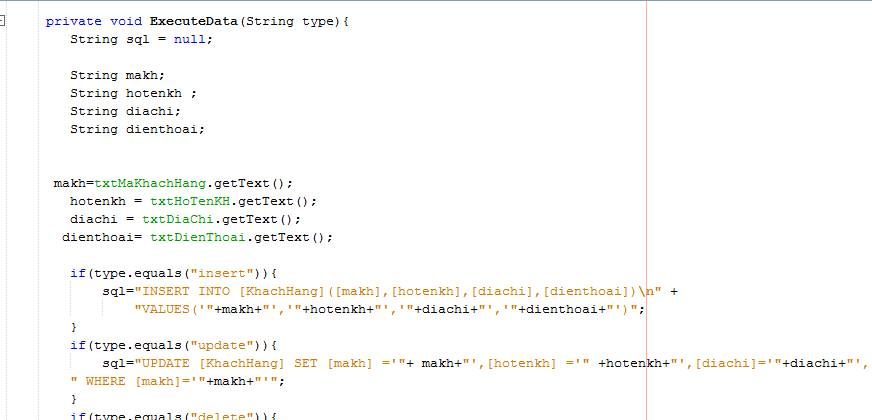 private void ExecuteData(String type){
String sql = null;
String makh;
String hotenkh ;
String diachi;
String dienthoai;
makh=txtMaKhachHang.getText();
hotenkh = txtHoTenKH.getText();
diachi = txtDiaChi.getText();
dienthoai= txtDienThoai.getText();
if(type.equals("insert")){
sql="INSERT INTO [KhachHang]([makh],[hotenkh],[diachi],[dienthoai])\n" +
"VALUES('"+makh+"','"+hotenkh+"','"+diachi+"','"+dienthoai+"')";
}
if(type.equals("update")){
sql="UPDATE [KhachHang] SET [makh] ='"+ makh+"',[hotenkh] ='" +hotenkh+"',[diachi]='"+diachi+"',
" WHERE [makh]='"+makh+"'";
}
if(type.equals("delete")){